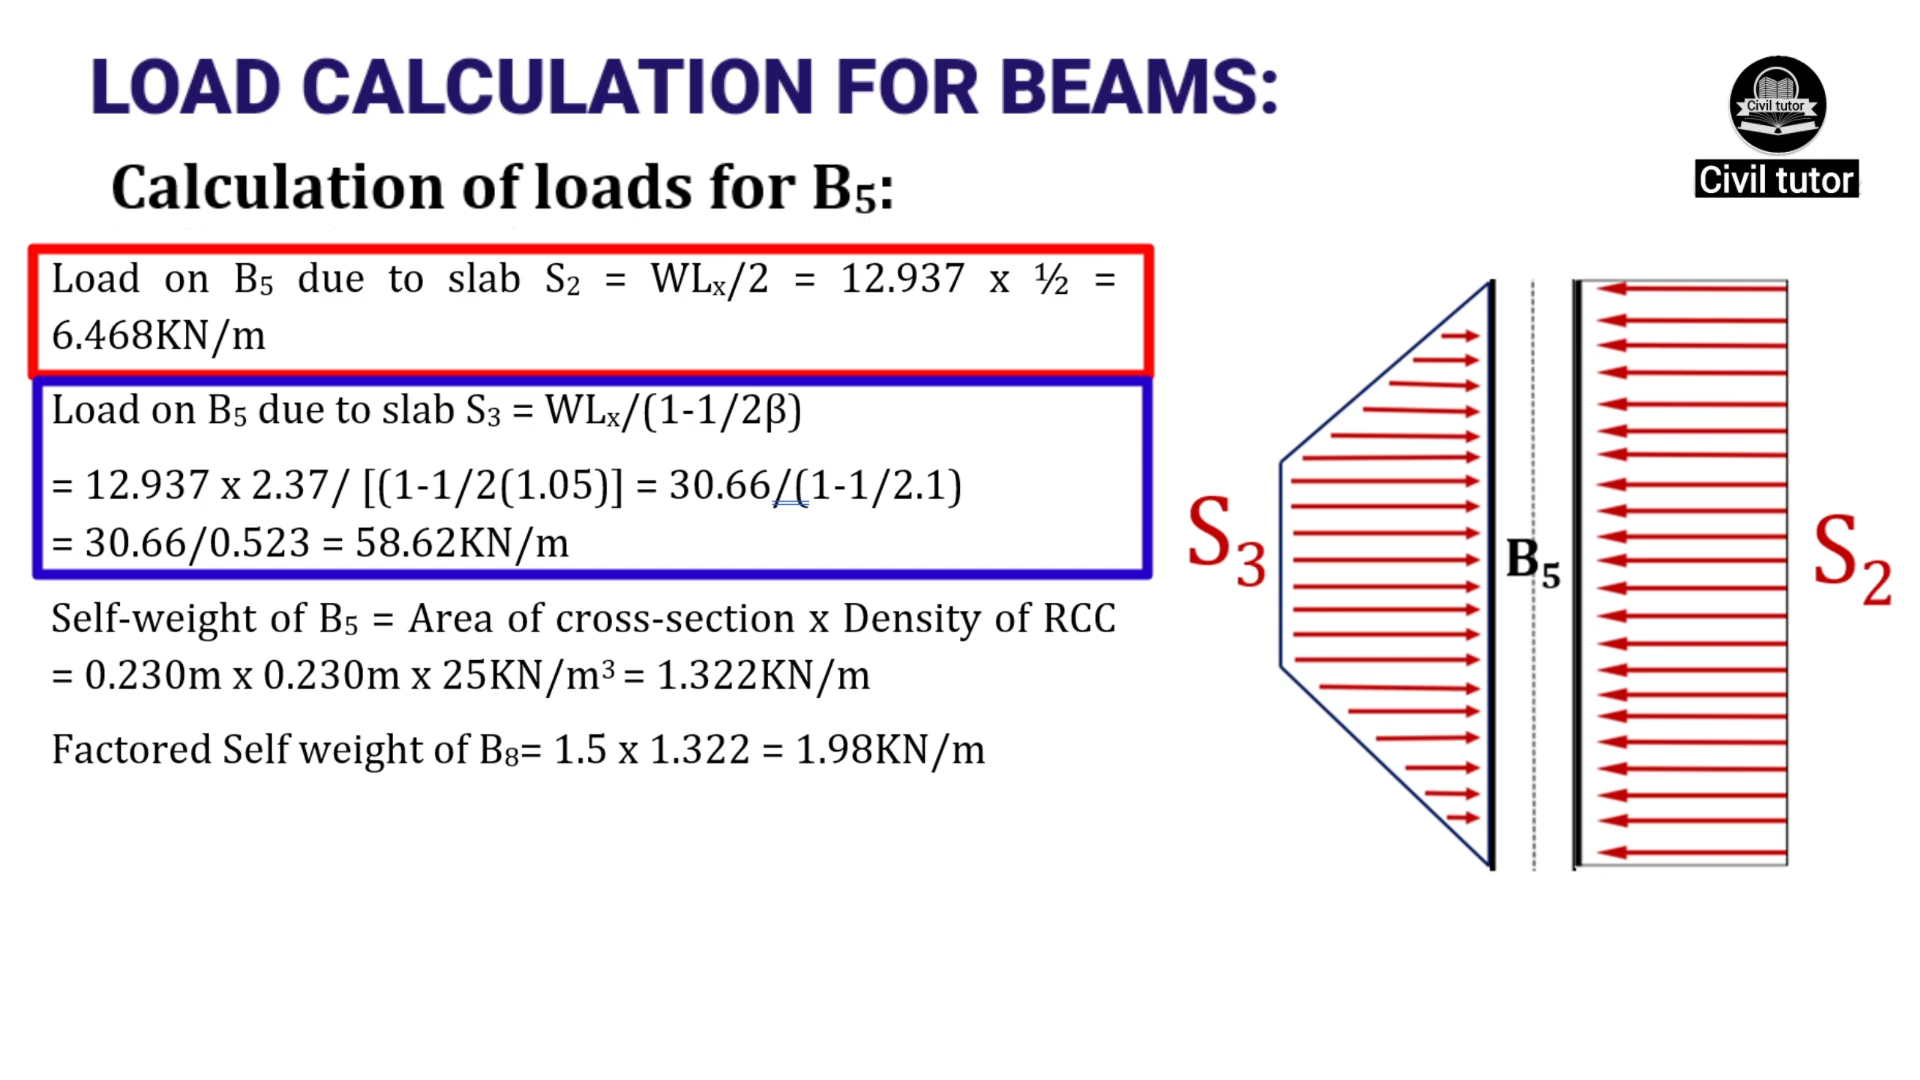 LOAD CALCULATION FOR BEAMS:
Civil tutor
Civil tutor
Calculation of loads for B₅:
Load on B₅ due to slab S₂ = WLₓ/2 = 12.937 x ½ =
6.468KN/m
Load on B₅ due to slab S₃ = WLₓ/(1-1/2β)
= 12.937 x 2.37/ [(1-1/2(1.05)] = 30.66/(1-1/2.1)
= 30.66/0.523 = 58.62KN/m
Self-weight of B₅ = Area of cross-section x Density of RCC
= 0.230m x 0.230m x 25KN/m³ = 1.322KN/m
Factored Self weight of B₈= 1.5 x 1.322 = 1.98KN/m
S₃
B₅
S₂